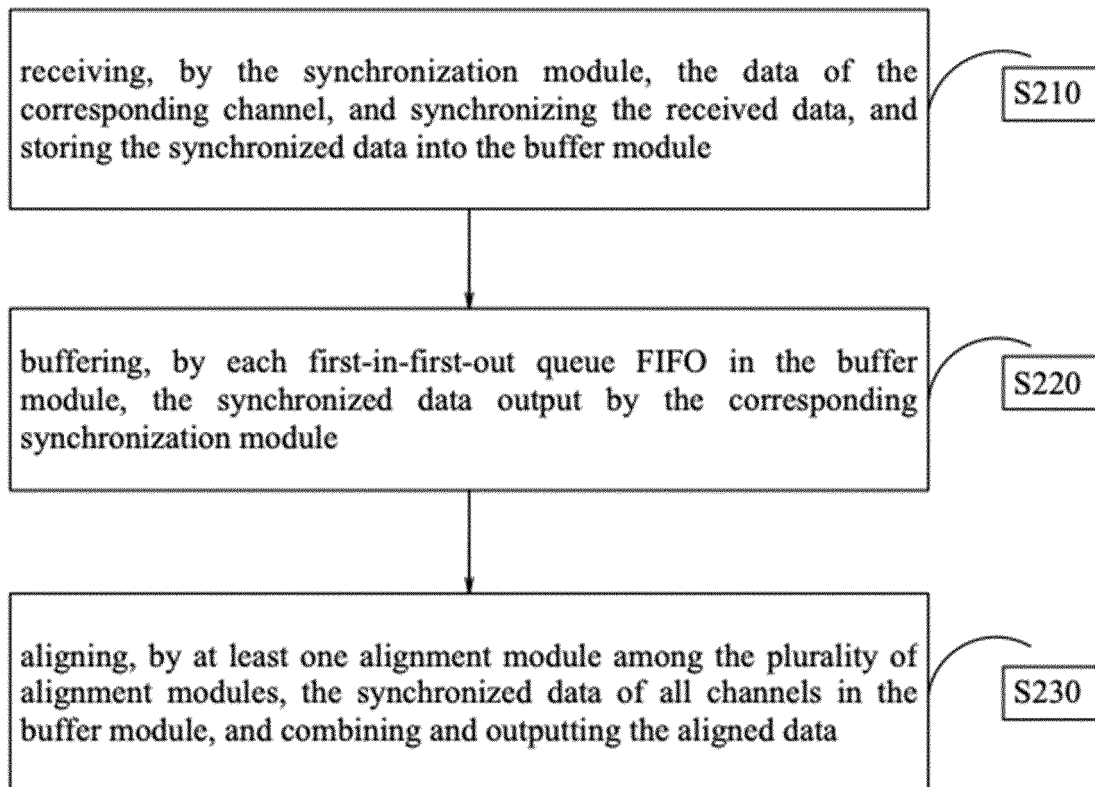 receiving, by the synchronization module, the data of the
corresponding channel, and synchronizing the received data, and
storing the synchronized data into the buffer module
S210
buffering, by each first-in-first-out queue FIFO in the buffer
module, the synchronized data output by the corresponding
synchronization module
S220
aligning, by at least one alignment module among the plurality of
alignment modules, the synchronized data of all channels in the
buffer module, and combining and outputting the aligned data
S230